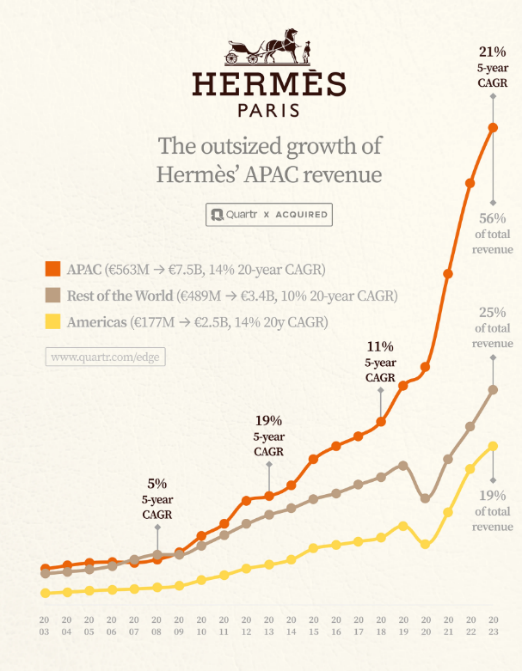 HERMÈS
PARIS
The outsized growth of
Hermès' APAC revenue
Quartr X ACQUIRED
APAC (€563M → €7.5B, 14% 20-year CAGR)
Rest of the World (€489M → €3.4B, 10% 20-year CAGR)
Americas (€177M → €2.5B, 14% 20y CAGR)
www.quartr.com/edge
21%
5-year
CAGR
56%
of total
revenue
25%
of total
revenue
11%
5-year
CAGR
19%
5-year
CAGR
5%
5-year
CAGR
19%
of total
revenue
20 20 20 20 20 20 20 20 20 20 20 20 20 20 20 20 20 20 20 20 20
03 04 05 06 07 08 09 10 11 12 13 14 15 16 17 18 19 20 21 22 23